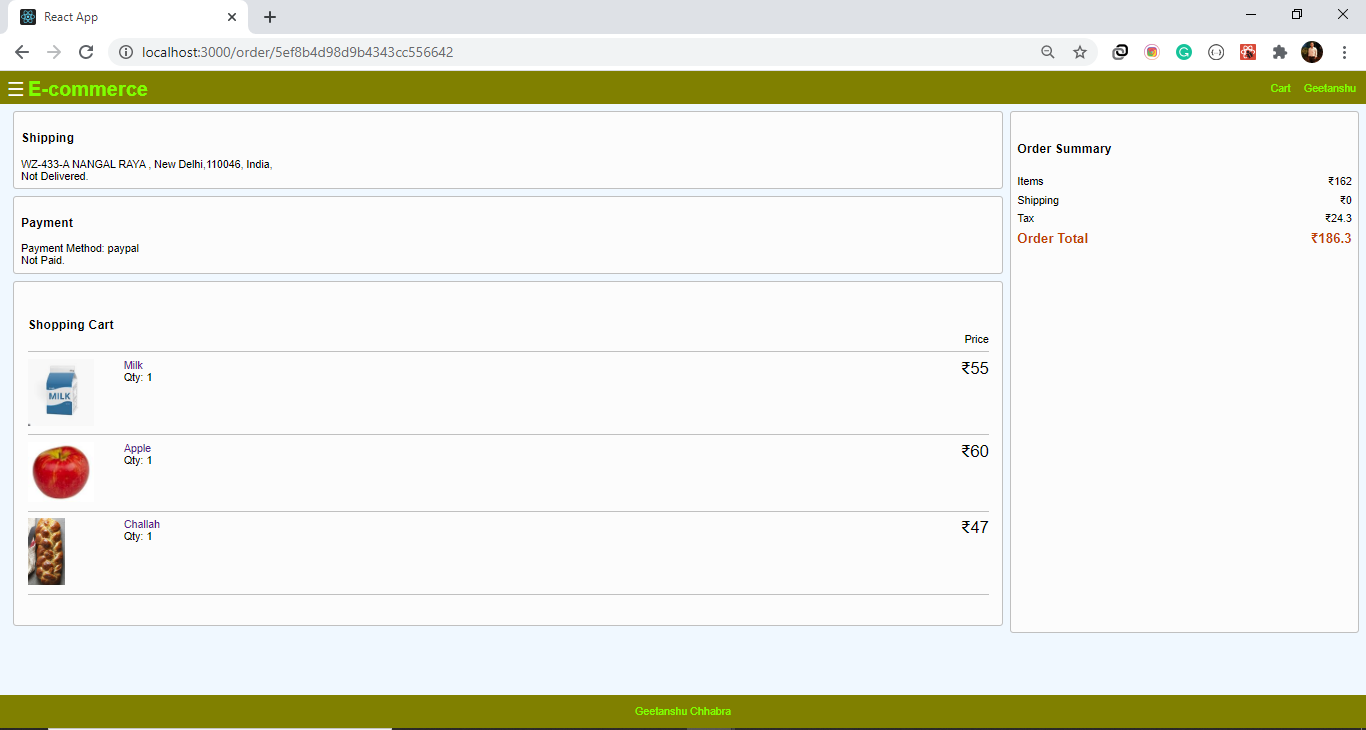 React App
localhost:3000/order/5ef8b4d98d9b4343cc556642
E-commerce
Cart Geetanshu
Shipping
WZ-433-A NANGAL RAYA , New Delhi,110046, India,
Not Delivered.
Payment
Payment Method: paypal
Not Paid.
Shopping Cart
Price
Milk
Qty: 1
₹55
MILK
Apple
Qty: 1
₹60
Challah
Qty: 1
₹47
Order Summary
Items ₹162
Shipping ₹0
Tax ₹24.3
Order Total ₹186.3
Geetanshu Chhabra